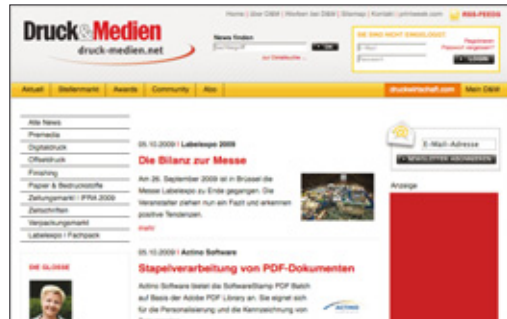 Home | über D&M | Werben bei D&M | Sitemap | Kontakt | printweek.com
RSS-FEEDS
Druck&Medien
druck-medien.net
News finden
Suchbegriff
OK
zur Detailsuche ...
SIE SIND NICHT EINGELOGGT
E-Mail
Passwort
Registrieren
Passwort vergessen?
LOGIN
Aktuell
Stellenmarkt
Awards
Community
Abo
druckwirtschaft.com
Mein D&M
Alle News
Premedia
Digitaldruck
Offsetdruck
Finishing
Papier & Bedruckstoffe
Zeitungsmarkt / IFRA 2009
Zeitschriften
Verpackungsmarkt
Labelexpo / Fachpack
DIE GLOSSE
05.10.2009 | Labelexpo 2009
Die Bilanz zur Messe
Am 26. September 2009 ist in Brüssel die
Messe Labelexpo zu Ende gegangen. Die
Veranstalter ziehen nun ein Fazit und erkennen
positive Tendenzen.
mehr
05.10.2009 | Actino Software
Stapelverarbeitung von PDF-Dokumenten
Actino Software bietet die SoftwareStamp PDF Batch
auf Basis der Adobe PDF Library an. Sie eignet sich
für die Personalisierung und die Kennzeichnung von
ACTINO
E-Mail-Adresse
NEWSLETTER ABONNIEREN
Anzeige